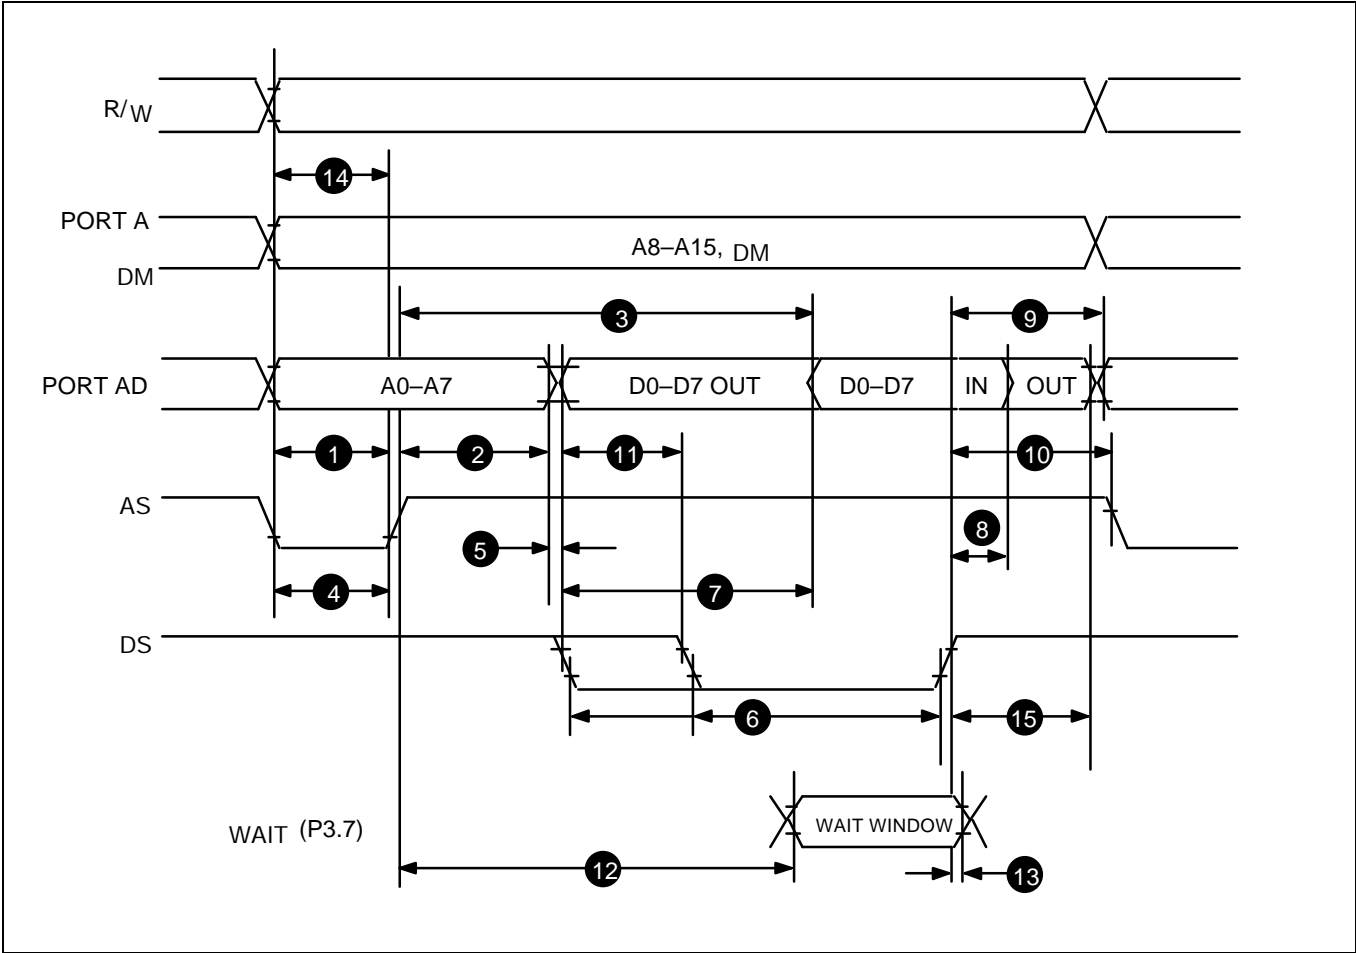 R/W
14
PORT A
A8–A15, DM
DM
3
9
PORT AD
A0–A7
D0–D7 OUT
D0–D7
IN
OUT
1
2
11
10
AS
8
5
4
7
DS
6
15
WAIT (P3.7)
WAIT WINDOW
12
13